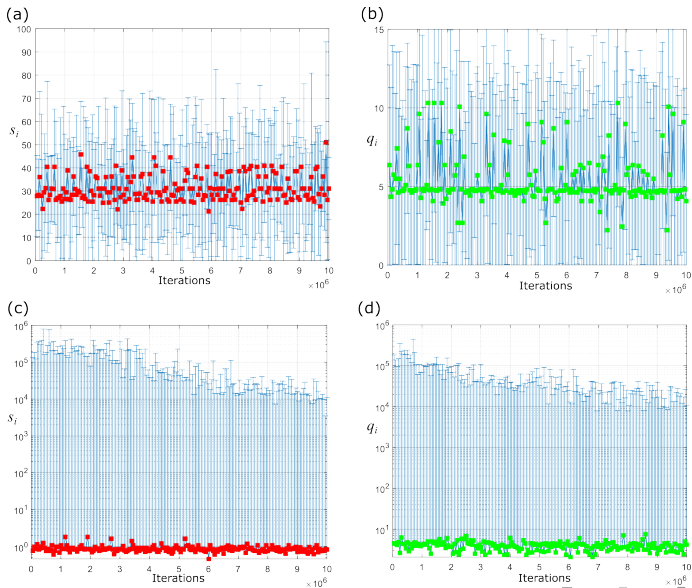 (a)
100
90
80
70
60
50
40
30
20
10
0
s_i
0 1 2 3 4 5 6 7 8 9 10
Iterations
×10^6
(b)
15
10
5
0
q_i
0 1 2 3 4 5 6 7 8 9 10
Iterations
×10^6
(c)
10^6
10^5
10^4
10^3
10^2
10^1
10^0
s_i
0 1 2 3 4 5 6 7 8 9 10
Iterations
×10^6
(d)
10^6
10^5
10^4
10^3
10^2
10^1
q_i
0 1 2 3 4 5 6 7 8 9 10
Iterations
×10^6